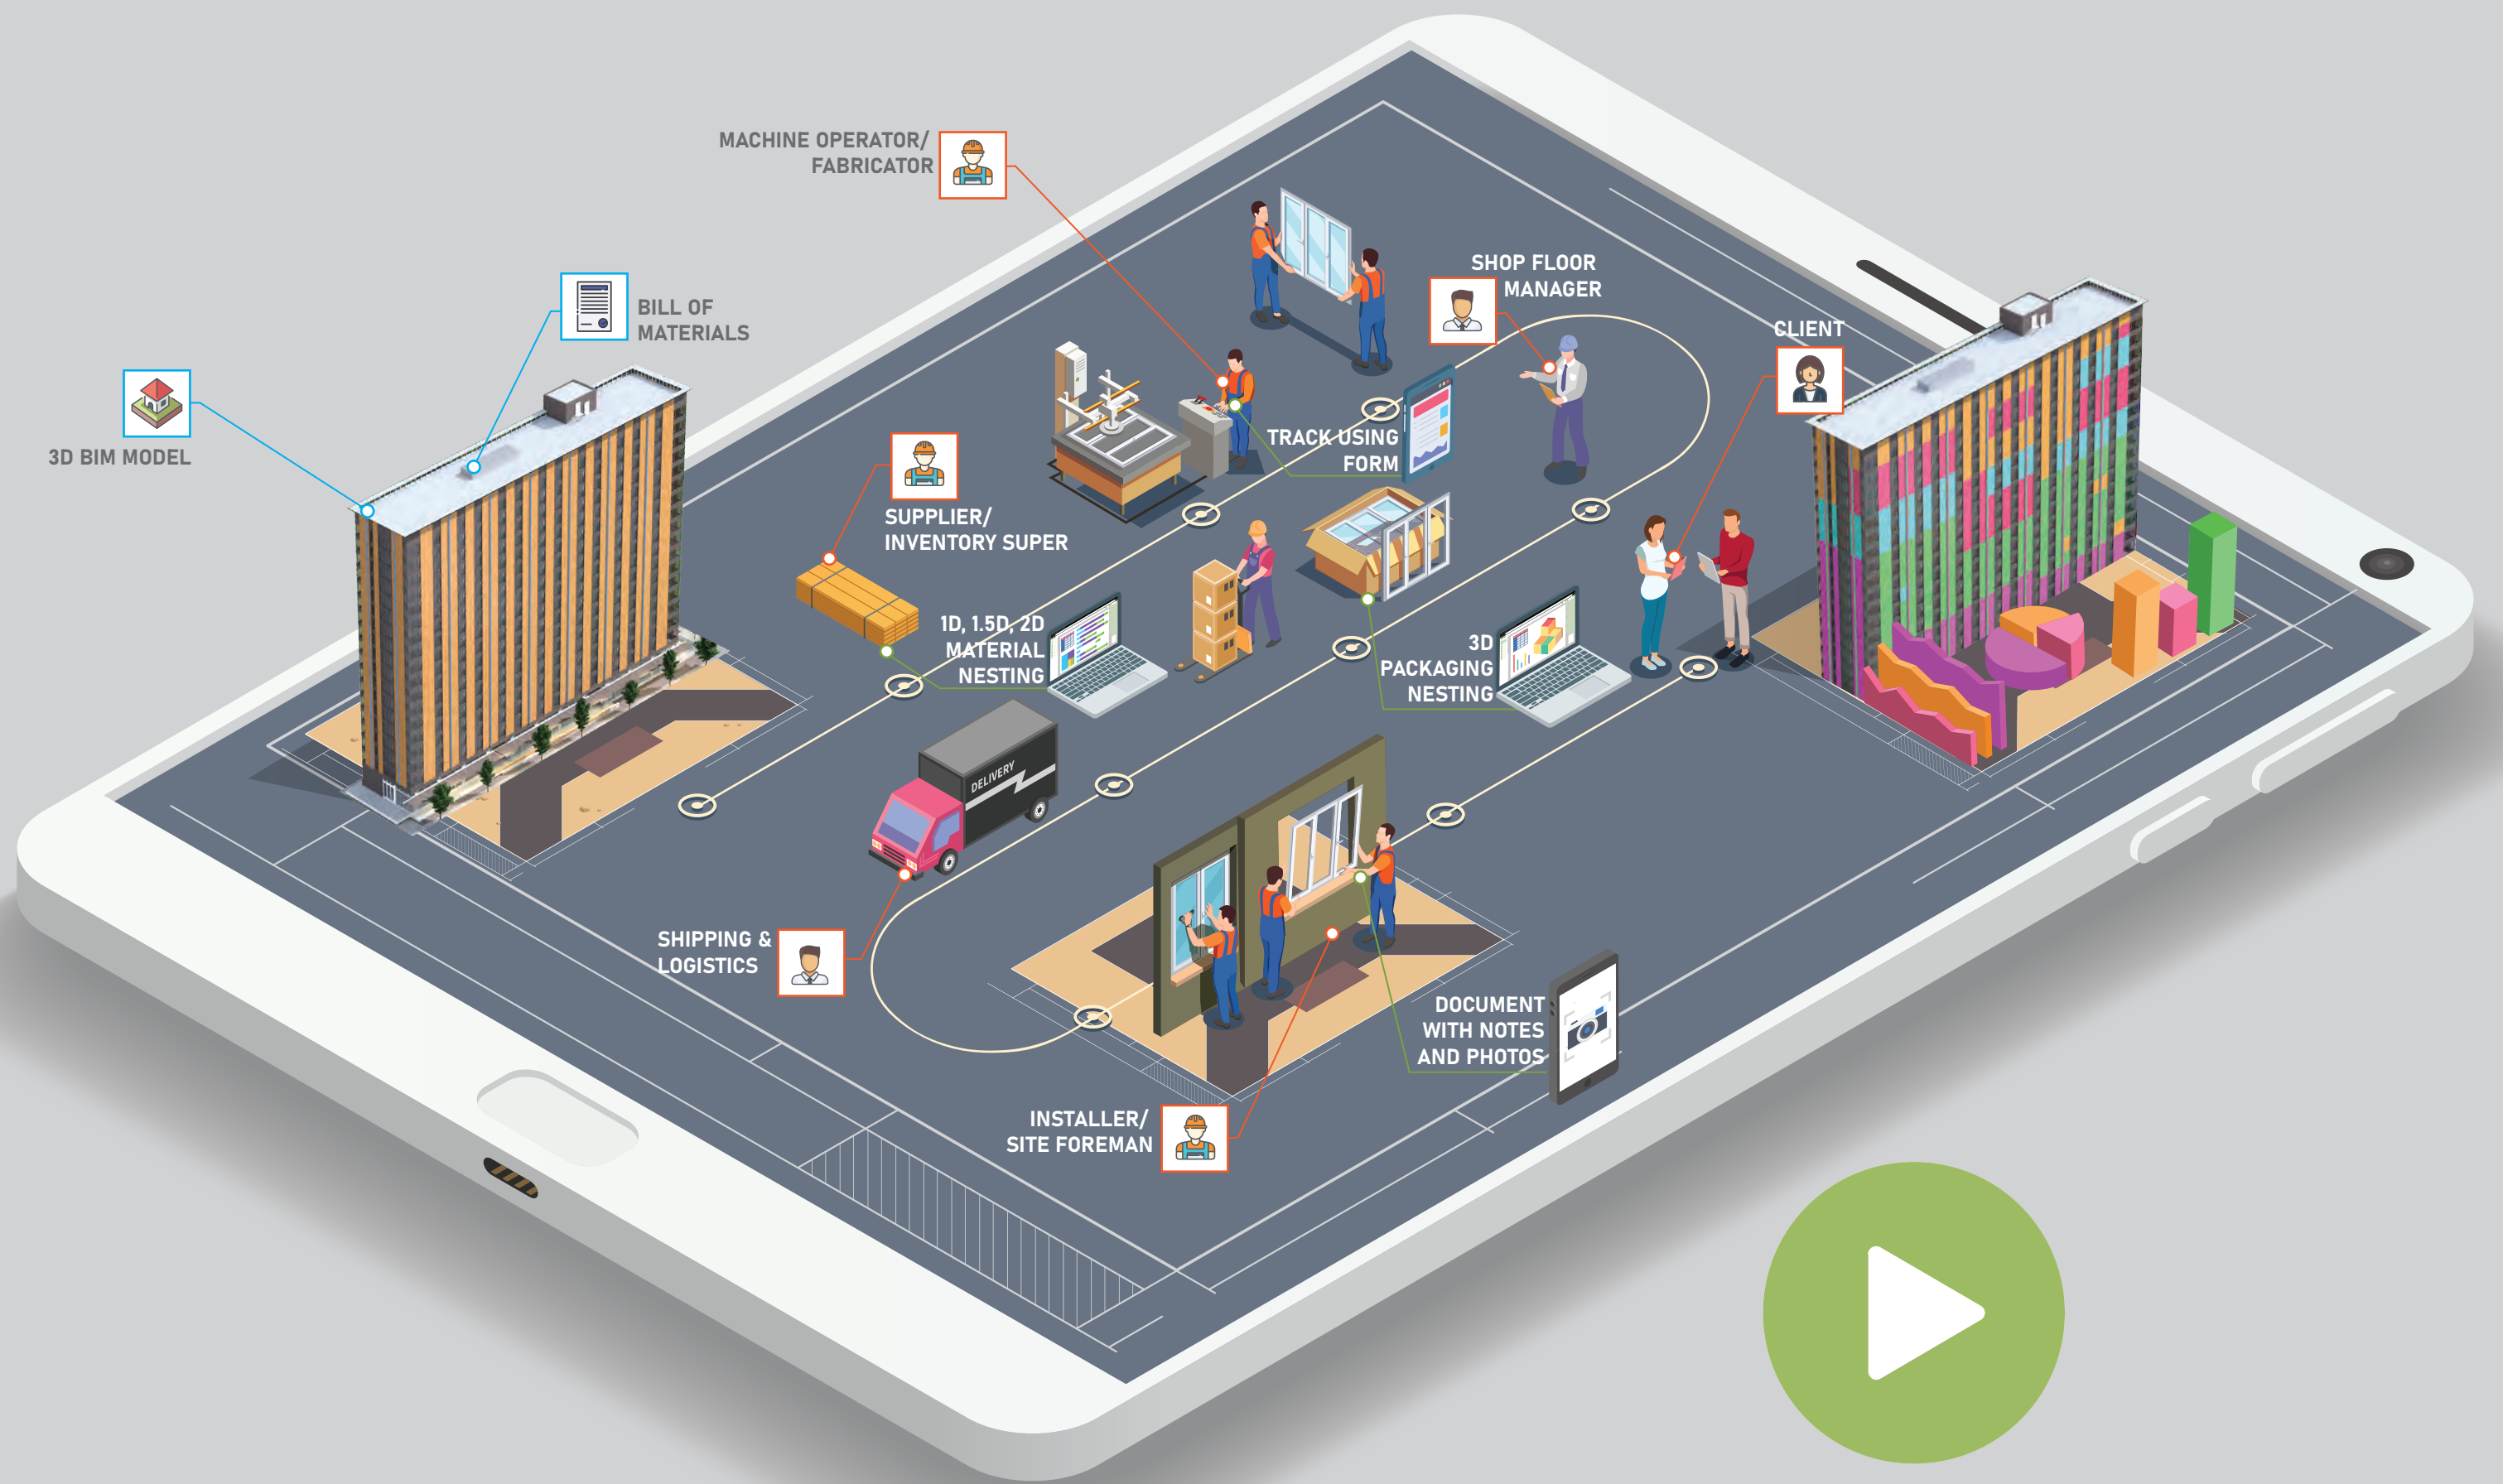 MACHINE OPERATOR/
FABRICATOR
SHOP FLOOR
MANAGER
BILL OF
MATERIALS
CLIENT
3D BIM MODEL
TRACK USING
FORM
SUPPLIER/
INVENTORY SUPER
1D, 1.5D, 2D
MATERIAL
NESTING
3D
PACKAGING
NESTING
DELIVERY
SHIPPING &
LOGISTICS
DOCUMENT
WITH NOTES
AND PHOTOS
INSTALLER/
SITE FOREMAN